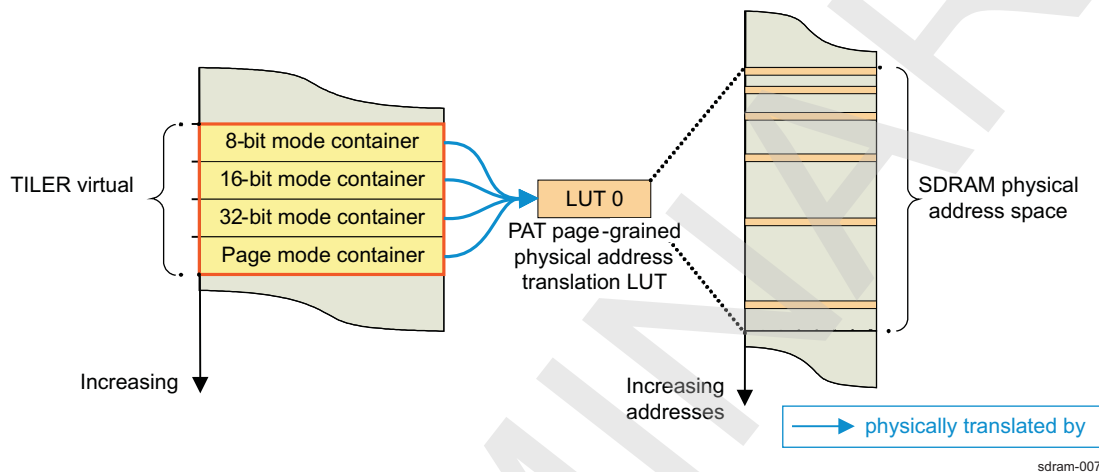 8-bit mode container
16-bit mode container
32-bit mode container
Page mode container
TILER virtual
Increasing
LUT 0
PAT page-grained
physical address
translation LUT
SDRAM physical
address space
Increasing
addresses
physically translated by
sdram-007